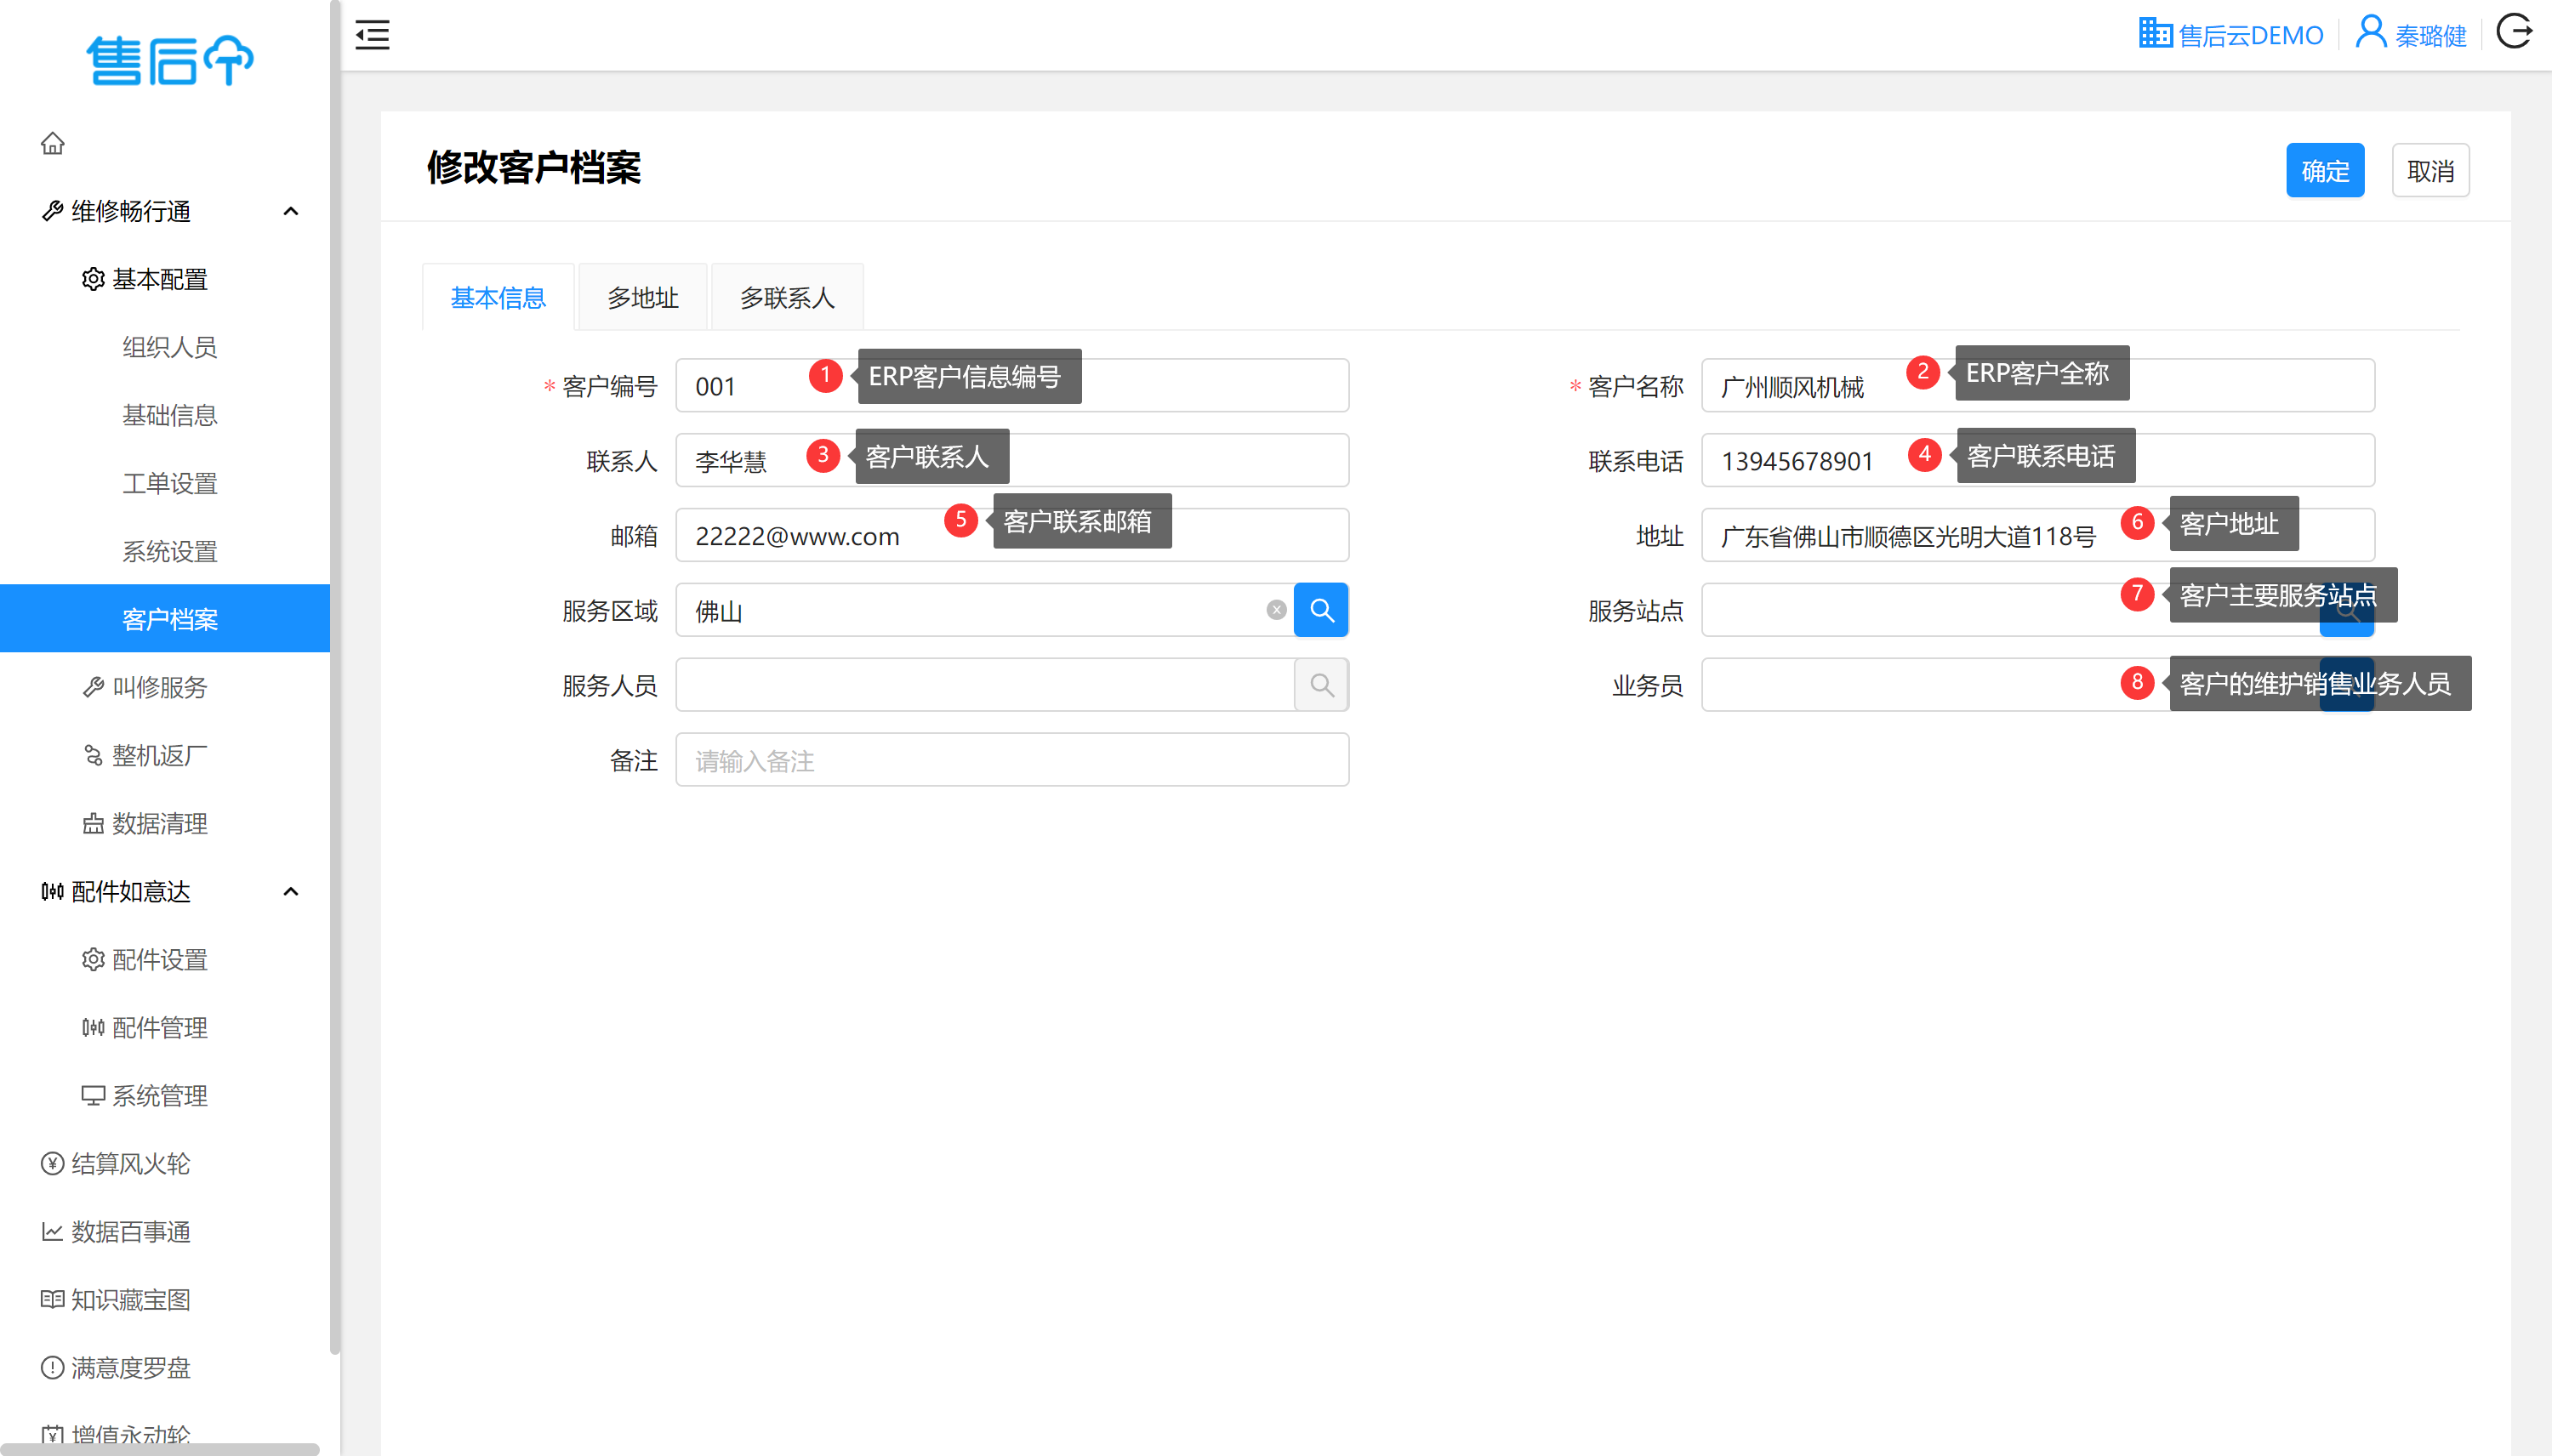 售后
售后云DEMO
秦璐健
维修畅行通
基本配置
组织人员
基础信息
工单设置
系统设置
客户档案
叫修服务
整机返厂
数据清理
配件如意达
配件设置
配件管理
系统管理
结算风火轮
数据百事通
知识藏宝图
满意度罗盘
增值永动轮
修改客户档案
确定
取消
基本信息
多地址
多联系人
* 客户编号 001 1 ERP客户信息编号
* 客户名称 广州顺风机械 2 ERP客户全称
联系人 李华慧 3 客户联系人
联系电话 13945678901 4 客户联系电话
邮箱 22222@www.com 5 客户联系邮箱
地址 广东省佛山市顺德区光明大道118号 6 客户地址
服务区域 佛山
服务站点 7 客户主要服务站点
服务人员
业务员 8 客户的维护销售业务人员
备注 请输入备注